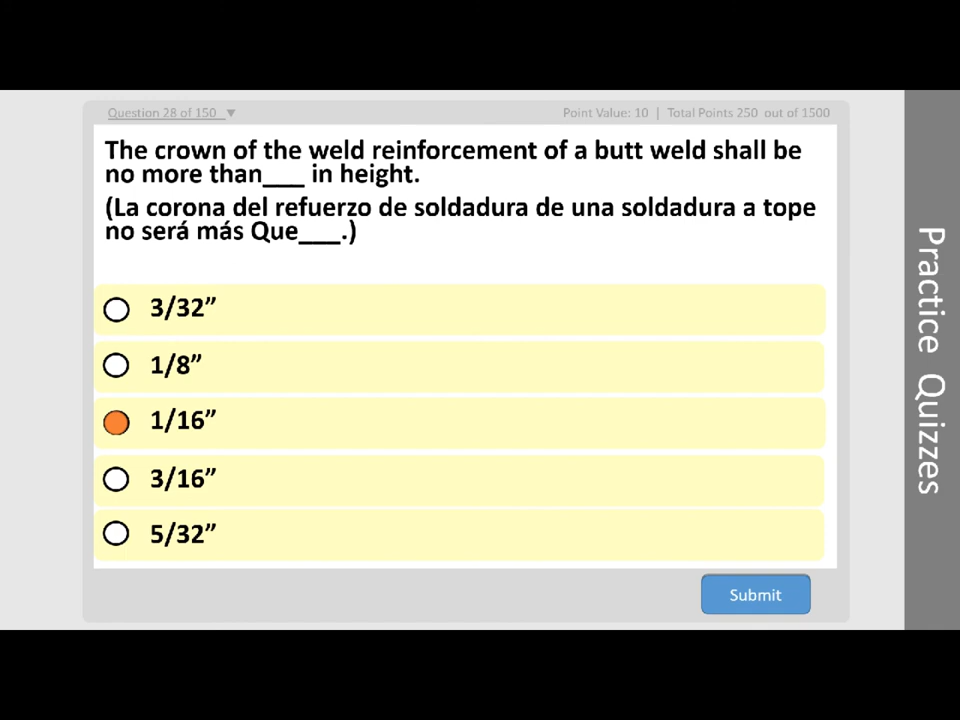 Question 28 of 150 ▼
Point Value: 10 | Total Points 250 out of 1500
The crown of the weld reinforcement of a butt weld shall be
no more than___ in height.
(La corona del refuerzo de soldadura de una soldadura a tope
no será más Que___.)
3/32”
1/8”
1/16”
3/16”
5/32”
Submit
Practice Quizzes